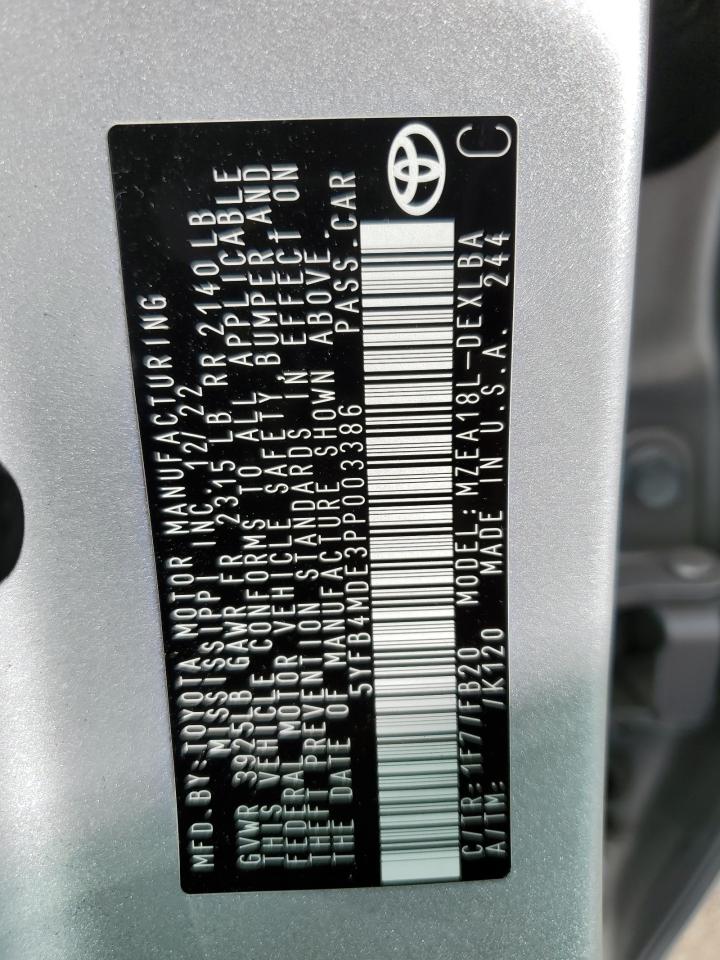 MFD. BY: TOYOTA MOTOR MANUFACTURING
MISSISSIPPI INC. 12/22
GVWR 3925LB GAWR FR 2315 LB RR 2140LB
THIS VEHICLE CONFORMS TO ALL APPLICABLE
FEDERAL MOTOR VEHICLE SAFETY BUMPER AND
THEFT PREVENTION STANDARDS IN EFFECT ON
THE DATE OF MANUFACTURE SHOWN ABOVE.
5YFB4MDE3PP003386 PASS. CAR
C/TR: 1F7/FB20 MODEL: MZEA18L-DEXLBA
A/TM: /K120 MADE IN U.S.A. 244
C